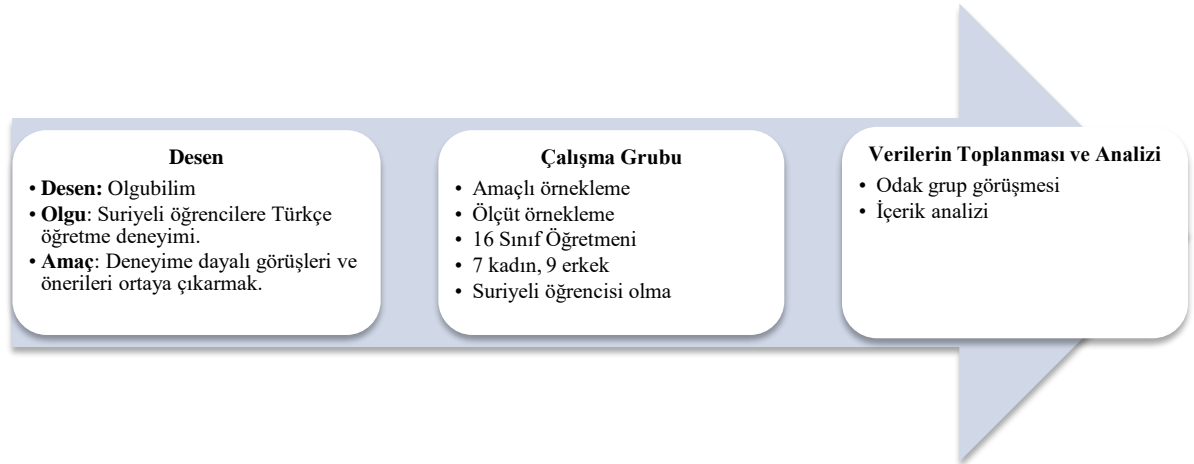 Desen
• Desen: Olgubilim
• Olgu: Suriyeli öğrencilere Türkçe
öğretme deneyimi.
• Amaç: Deneyime dayalı görüşleri ve
önerileri ortaya çıkarmak.
Çalışma Grubu
• Amaçlı örnekleme
• Ölçüt örnekleme
• 16 Sınıf Öğretmeni
• 7 kadın, 9 erkek
• Suriyeli öğrencisi olma
Verilerin Toplanması ve Analizi
• Odak grup görüşmesi
• İçerik analizi